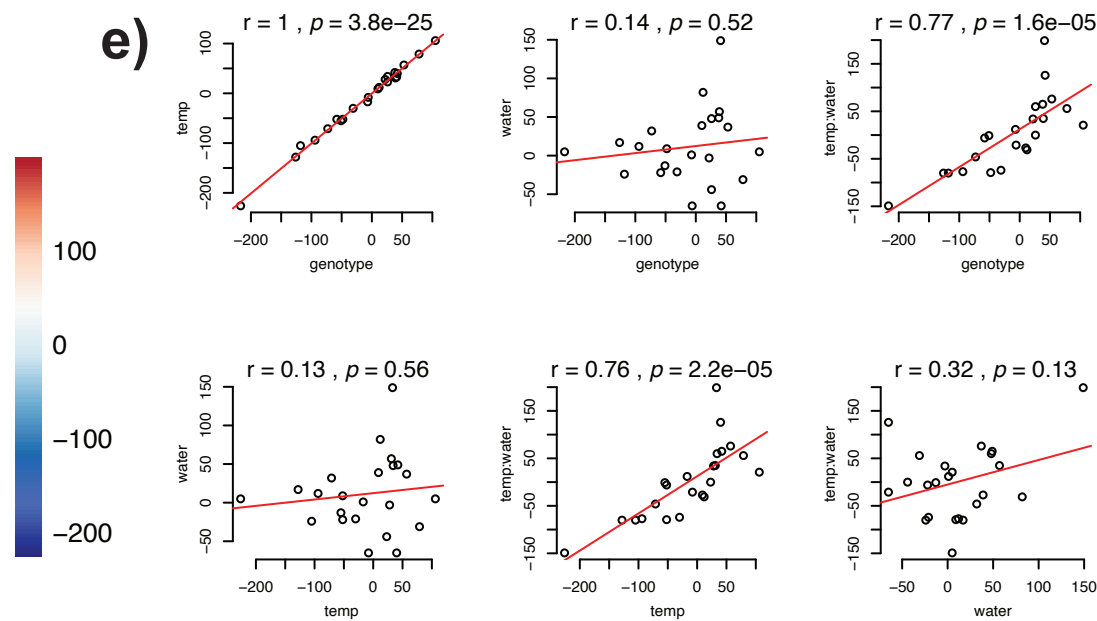 e)
100
0
−100
−200
r = 1 , p = 3.8e−25
temp
−200 −100 0 100
−200 −100 0 50
genotype
r = 0.14 , p = 0.52
water
−50 0 50 100 150
−200 −100 0 50
genotype
r = 0.77 , p = 1.6e−05
temp:water
−150 −50 50 150
−200 −100 0 50
genotype
r = 0.13 , p = 0.56
water
−50 0 50 100 150
−200 −100 0 50
temp
r = 0.76 , p = 2.2e−05
temp:water
−150 −50 50 150
−200 −100 0 50
temp
r = 0.32 , p = 0.13
temp:water
−150 −50 50 150
−50 0 50 100 150
water